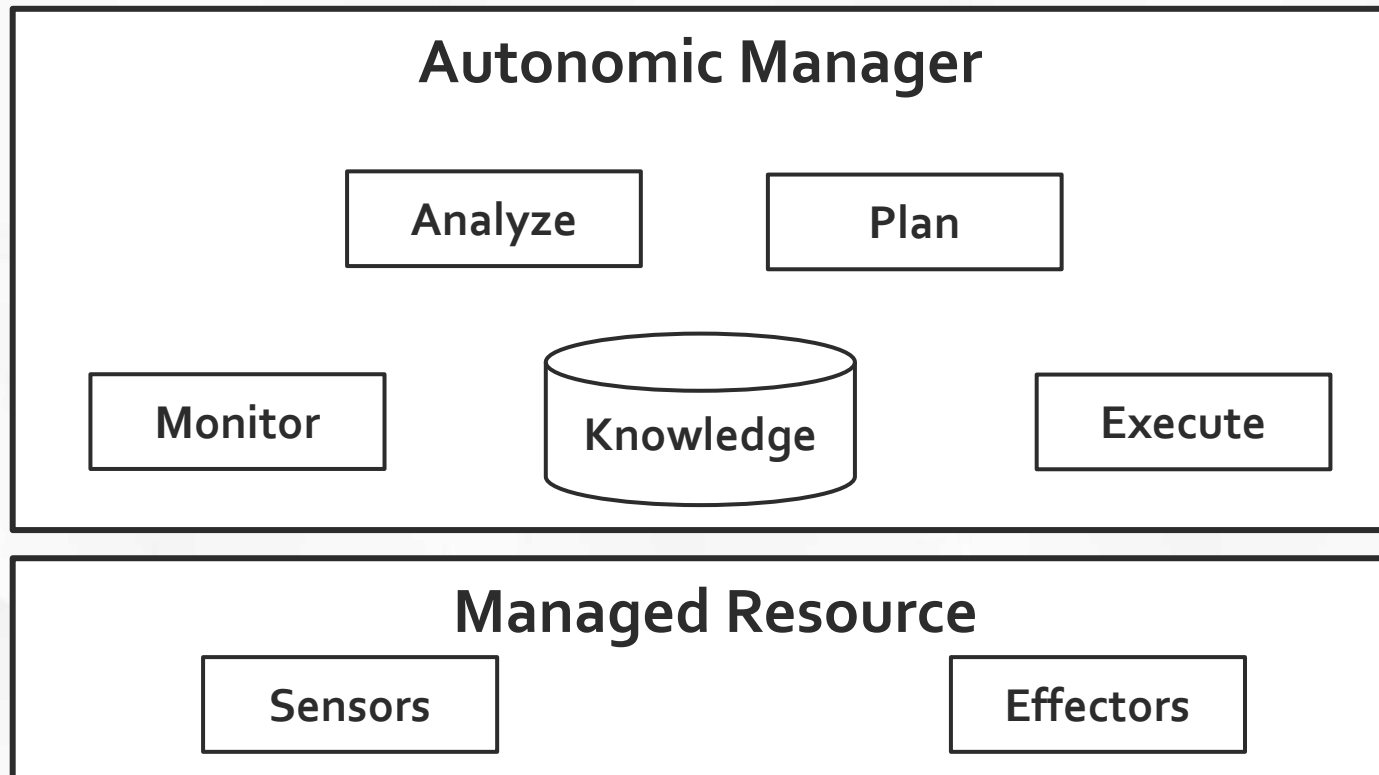 Autonomic Manager
Analyze
Plan
Monitor
Knowledge
Execute
Managed Resource
Sensors
Effectors